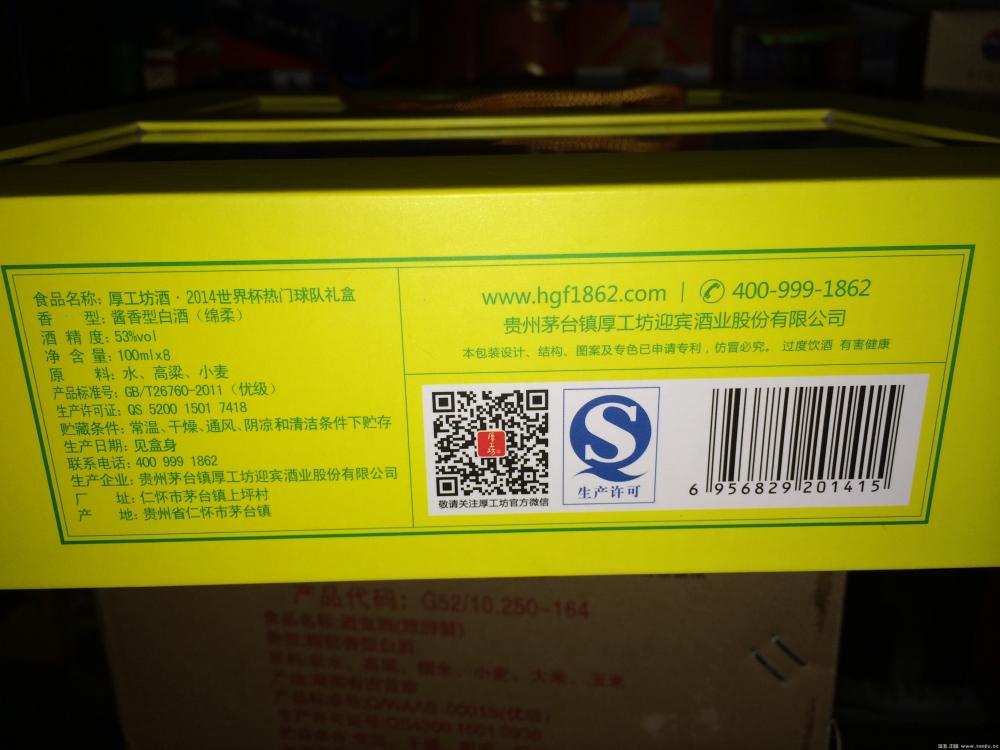 食品名称：厚工坊酒·2014世界杯热门球队礼盒
香 型：酱香型白酒（绵柔）
酒 精 度：53%vol
净 含 量：100mlx8
原 料：水、高粱、小麦
产品标准号：GB/T26760-2011（优级）
生产许可证：QS 5200 1501 7418
贮藏条件：常温、干燥、通风、阴凉和清洁条件下贮存
生产日期：见盒身
联系电话：400 999 1862
生产企业：贵州茅台镇厚工坊迎宾酒业股份有限公司
厂 址：仁怀市茅台镇上坪村
产 地：贵州省仁怀市茅台镇
www.hgf1862.com | 400-999-1862
贵州茅台镇厚工坊迎宾酒业股份有限公司
本包装设计、结构、图案及专色已申请专利，仿冒必究。 过度饮酒 有害健康
厚工坊
敬请关注厚工坊官方微信
生产许可
6 956829 201415
产品代码：G52/10.250-164